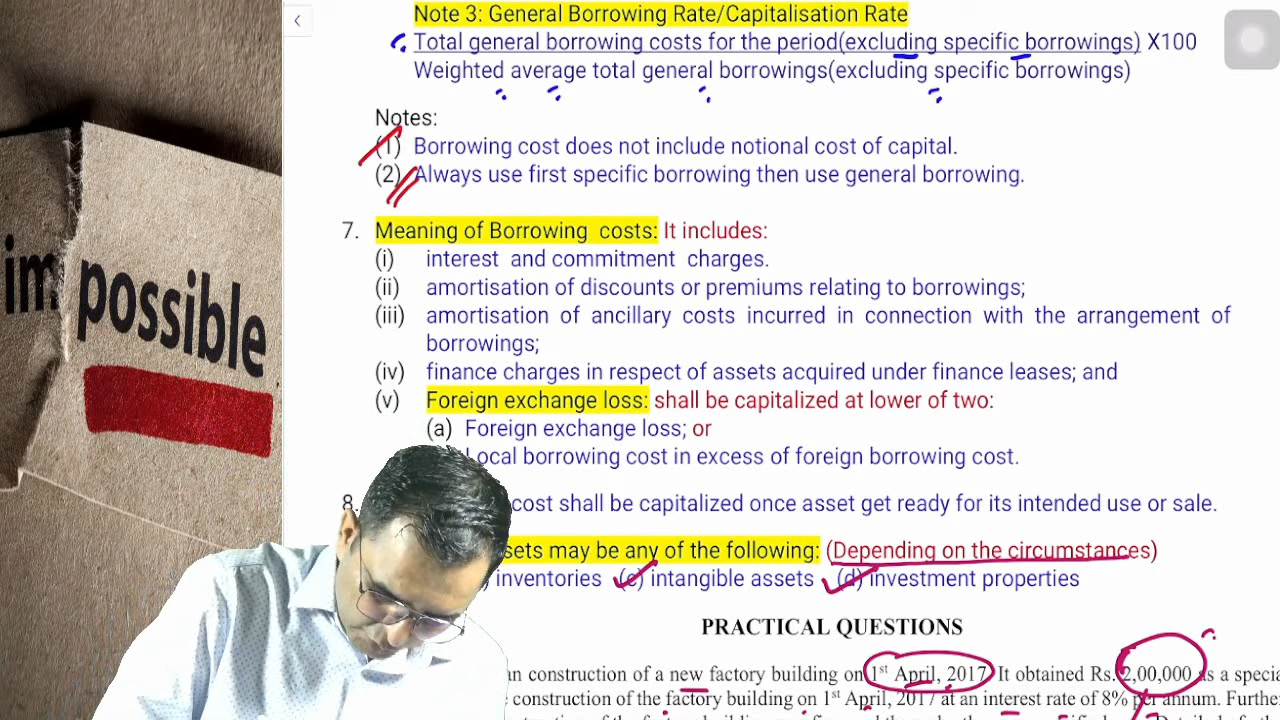 Note 3: General Borrowing Rate/Capitalisation Rate
Total general borrowing costs for the period(excluding specific borrowings) X100
Weighted average total general borrowings(excluding specific borrowings)
Notes:
(1) Borrowing cost does not include notional cost of capital.
(2) Always use first specific borrowing then use general borrowing.
7. Meaning of Borrowing costs: It includes:
(i) interest and commitment charges.
(ii) amortisation of discounts or premiums relating to borrowings;
(iii) amortisation of ancillary costs incurred in connection with the arrangement of
borrowings;
(iv) finance charges in respect of assets acquired under finance leases; and
(v) Foreign exchange loss: shall be capitalized at lower of two:
(a) Foreign exchange loss; or
Local borrowing cost in excess of foreign borrowing cost.
8. cost shall be capitalized once asset get ready for its intended use or sale.
sets may be any of the following: (Depending on the circumstances)
inventories (c) intangible assets (d) investment properties
PRACTICAL QUESTIONS
an construction of a new factory building on 1st April, 2017. It obtained Rs. 2,00,000 as a specia
construction of the factory building on 1st April, 2017 at an interest rate of 8% per annum. Furthe
im possible